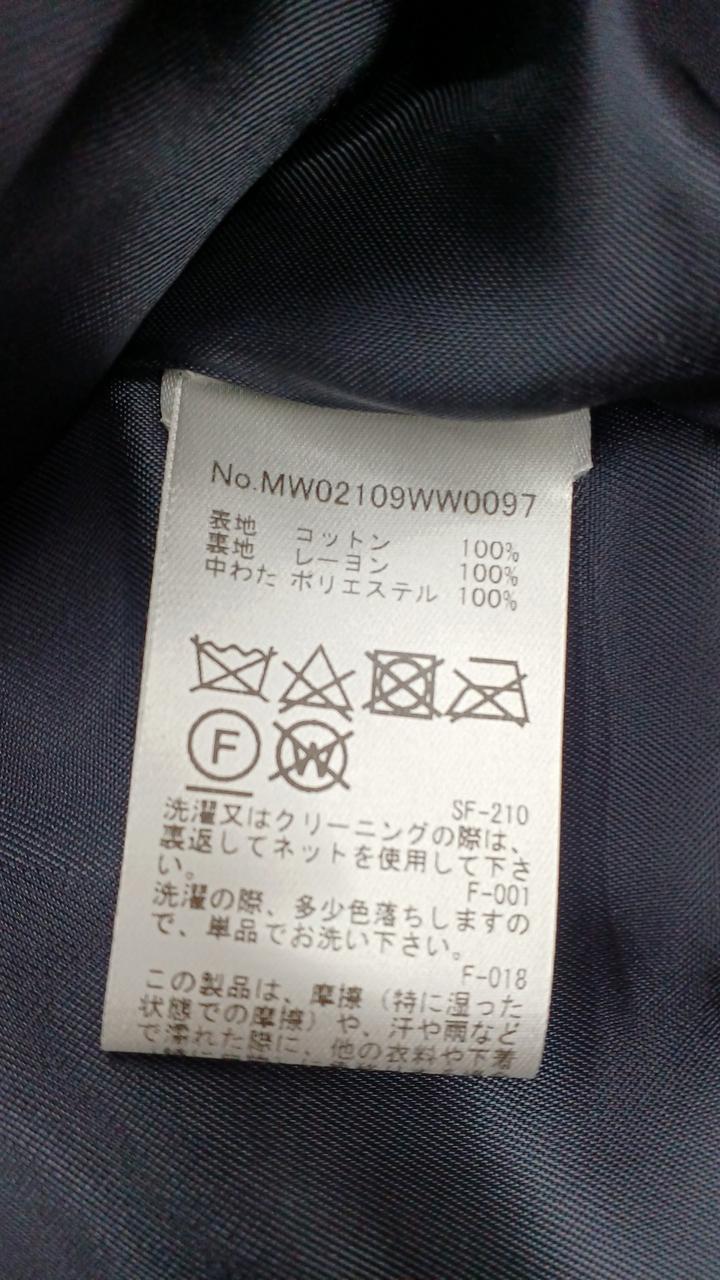 No.MW02109WW0097
表地 コットン 100%
裏地 レーヨン 100%
中わた ポリエステル 100%
F W
SF-210
洗濯又はクリーニングの際は、
裏返してネットを使用して下さ
い。
F-001
洗濯の際、多少色落ちしますの
で、単品でお洗い下さい。
F-018
この製品は、摩擦（特に湿った
状態での摩擦）や、汗や雨など
で濡れた際に、他の衣料や下着